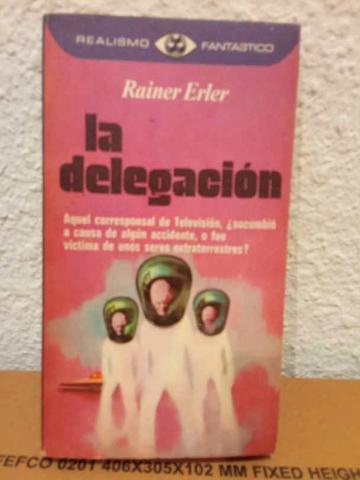 REALISMO FANTASTICO
Rainer Erler
la
delegación
Aquel corresponsal de Televisión, ¿sucumbió
a causa de algún accidente, o fue
víctima de unos seres extraterrestres?
FEFCO 0201 406X305X102 MM FIXED HEIGH